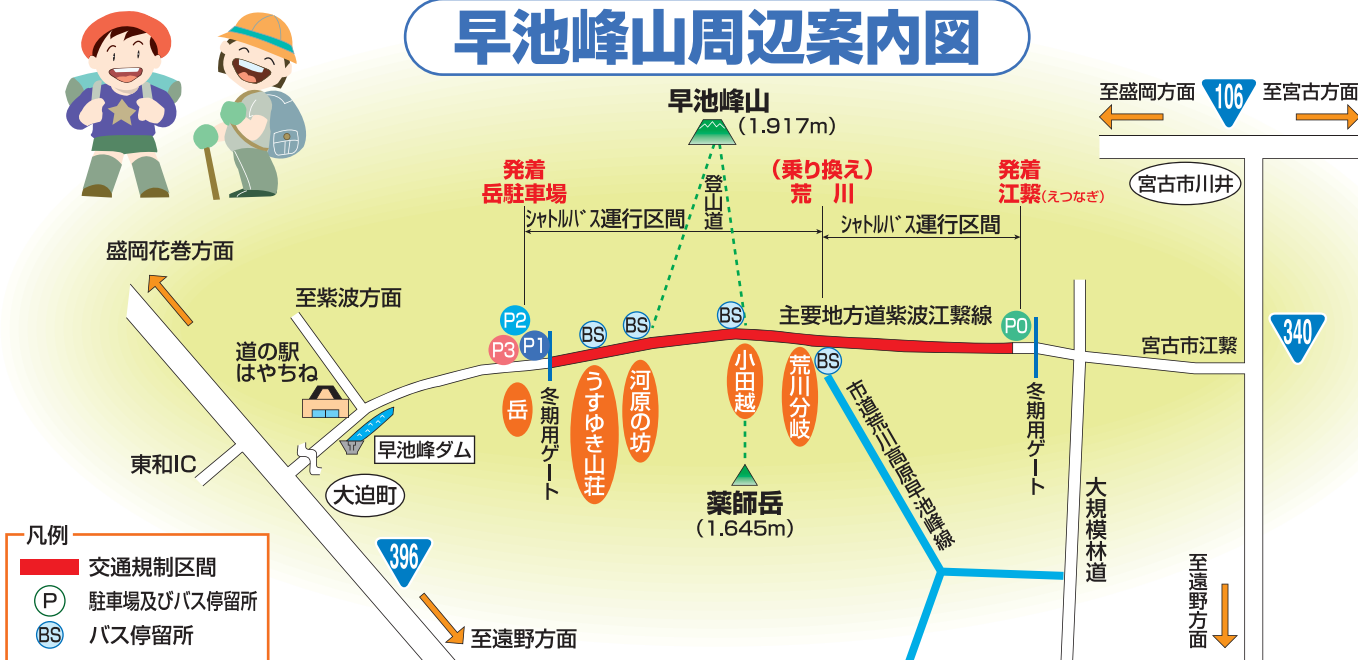 早池峰山周辺案内図
早池峰山
(1.917m)
至盛岡方面
106
至宮古方面
宮古市川井
発着
岳駐車場
(乗り換え)
荒 川
発着
江繋(えつなぎ)
シャトルバス運行区間
登山道
シャトルバス運行区間
盛岡花巻方面
至紫波方面
道の駅
はやちね
P2
P3
P1
BS
BS
BS
主要地方道紫波江繋線
P0
宮古市江繋
340
BS
岳
冬期用ゲート
うすゆき山荘
河原の坊
小田越
荒川分岐
市道荒川高原早池峰線
冬期用ゲート
大規模林道
早池峰ダム
東和IC
大迫町
薬師岳
(1.645m)
396
至遠野方面
至遠野方面
凡例
交通規制区間
P
駐車場及びバス停留所
BS
バス停留所